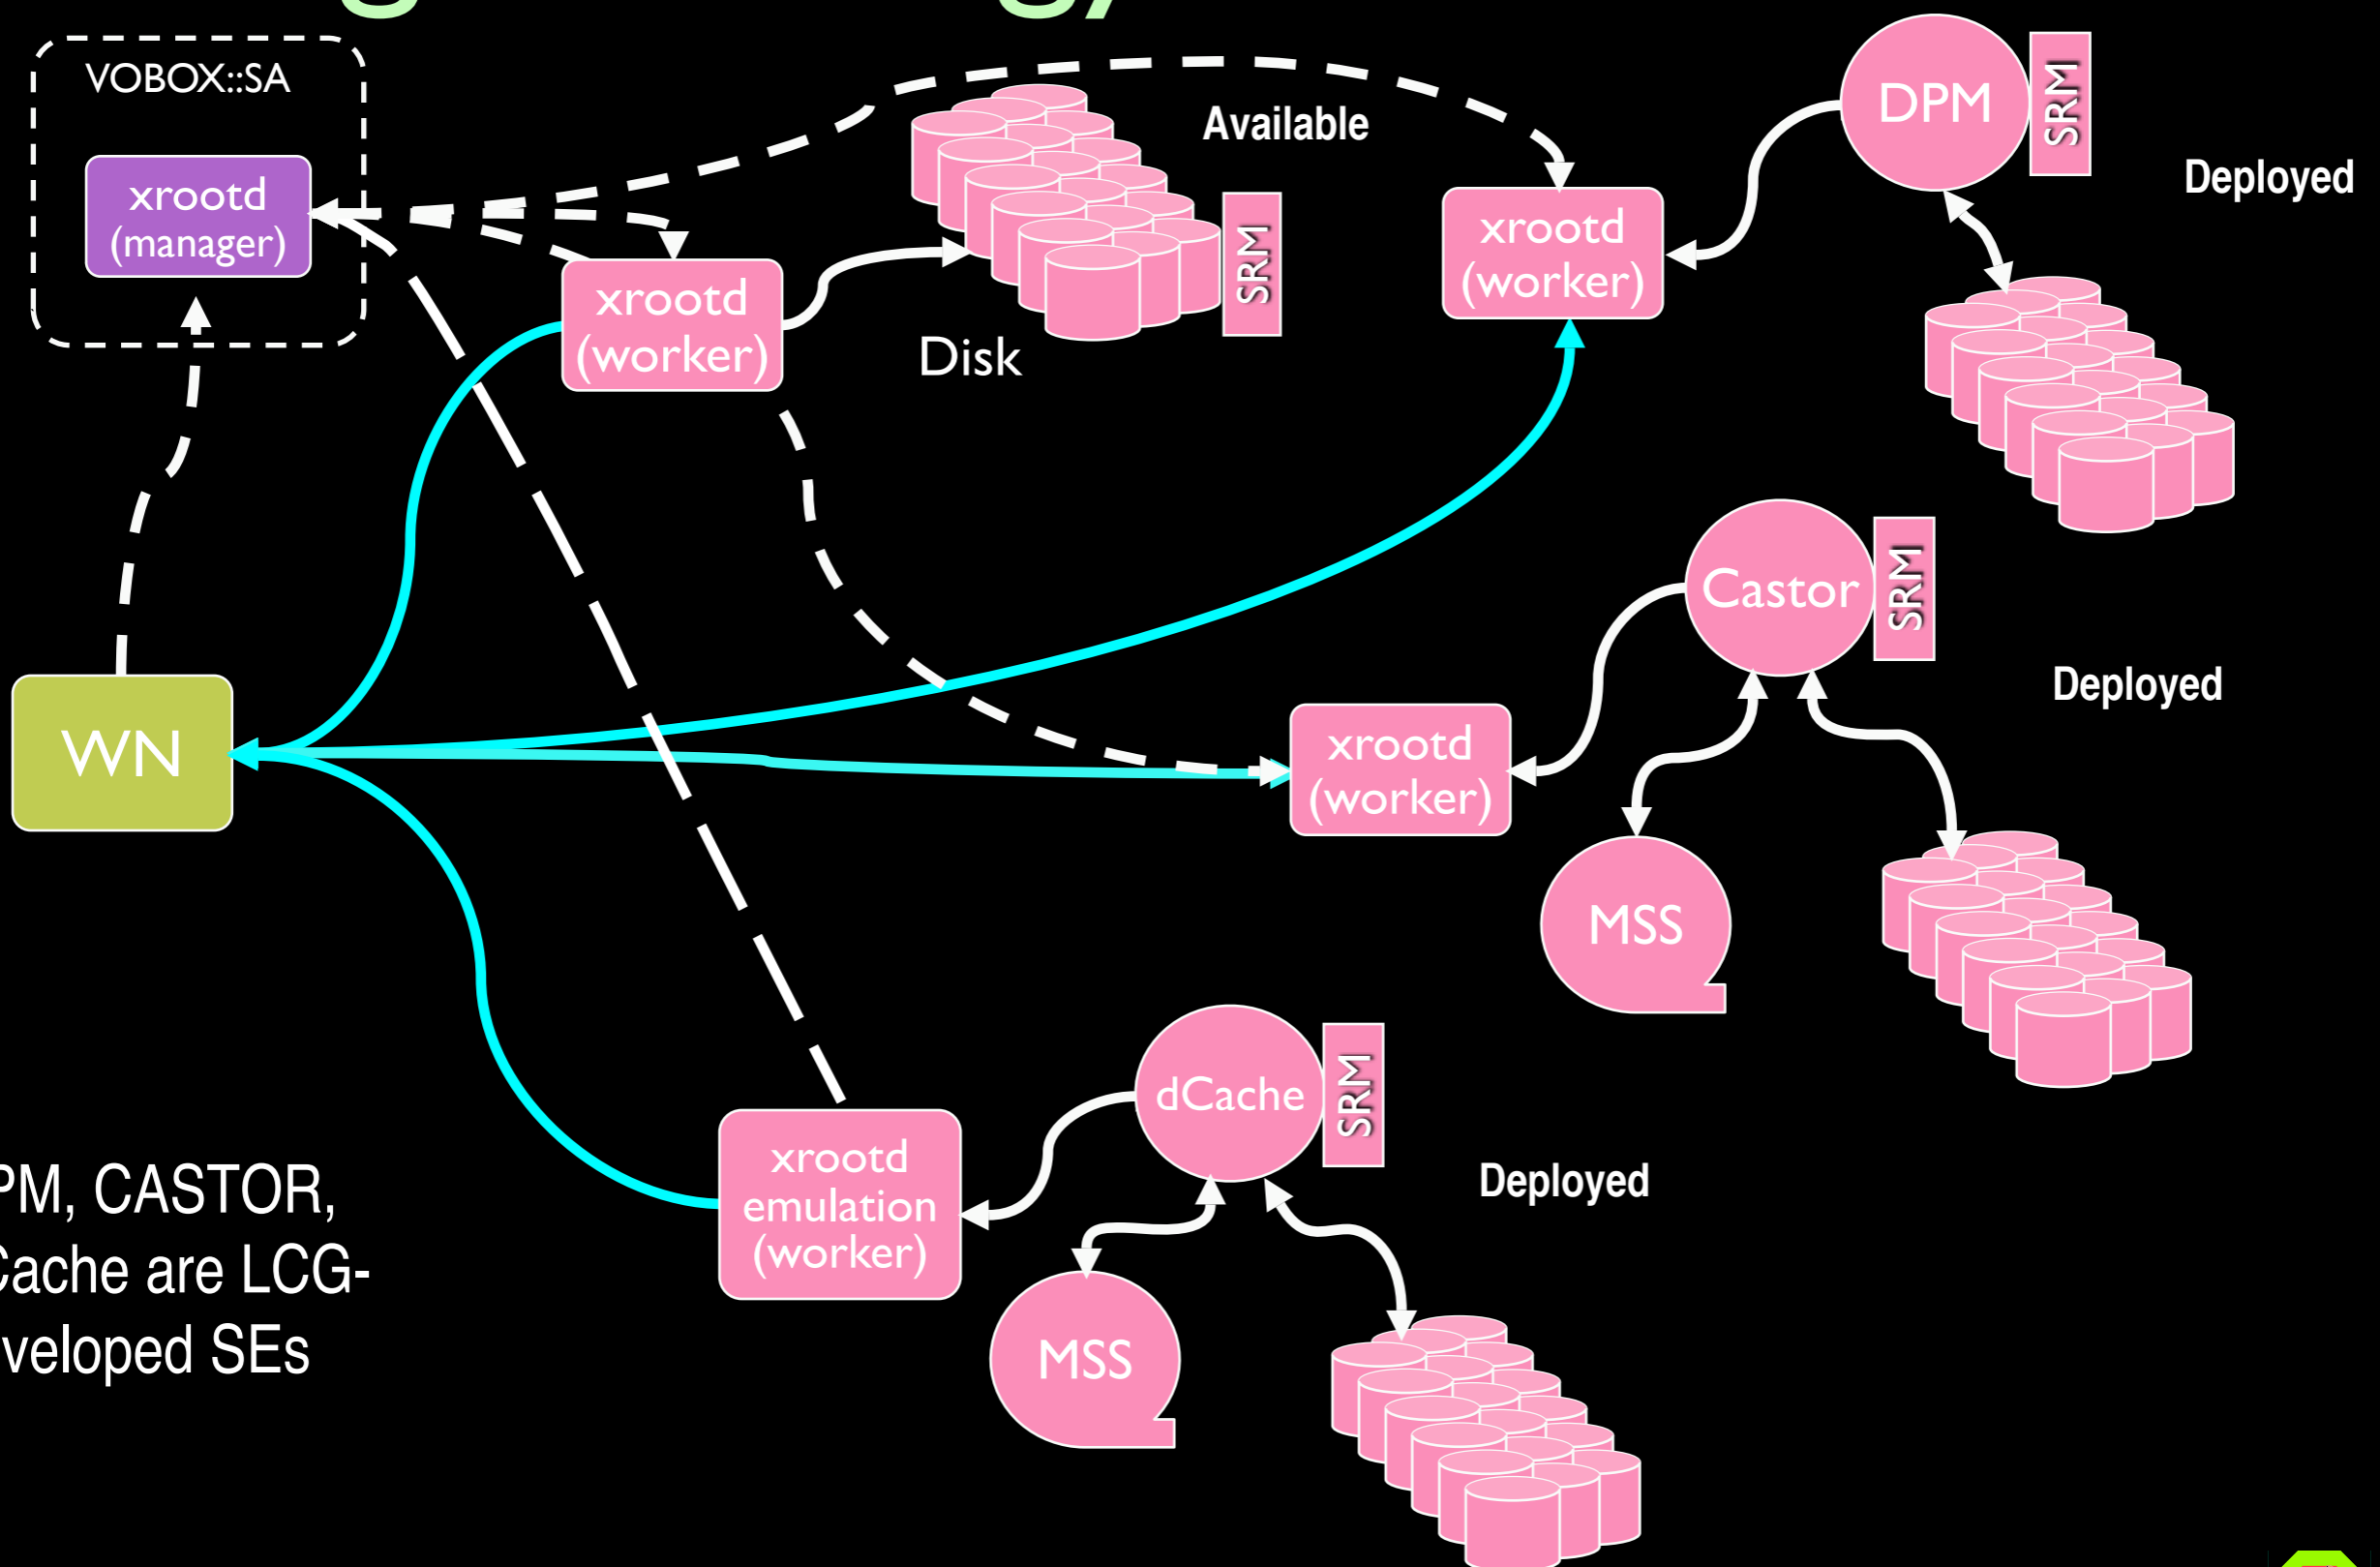 VOBOX::SA
xrootd
(manager)
xrootd
(worker)
Disk
SRM
Available
xrootd
(worker)
DPM
SRM
Deployed
Castor
SRM
Deployed
WN
xrootd
(worker)
MSS
dCache
SRM
Deployed
xrootd
emulation
(worker)
MSS
PM, CASTOR,
Cache are LCG-
veloped SEs